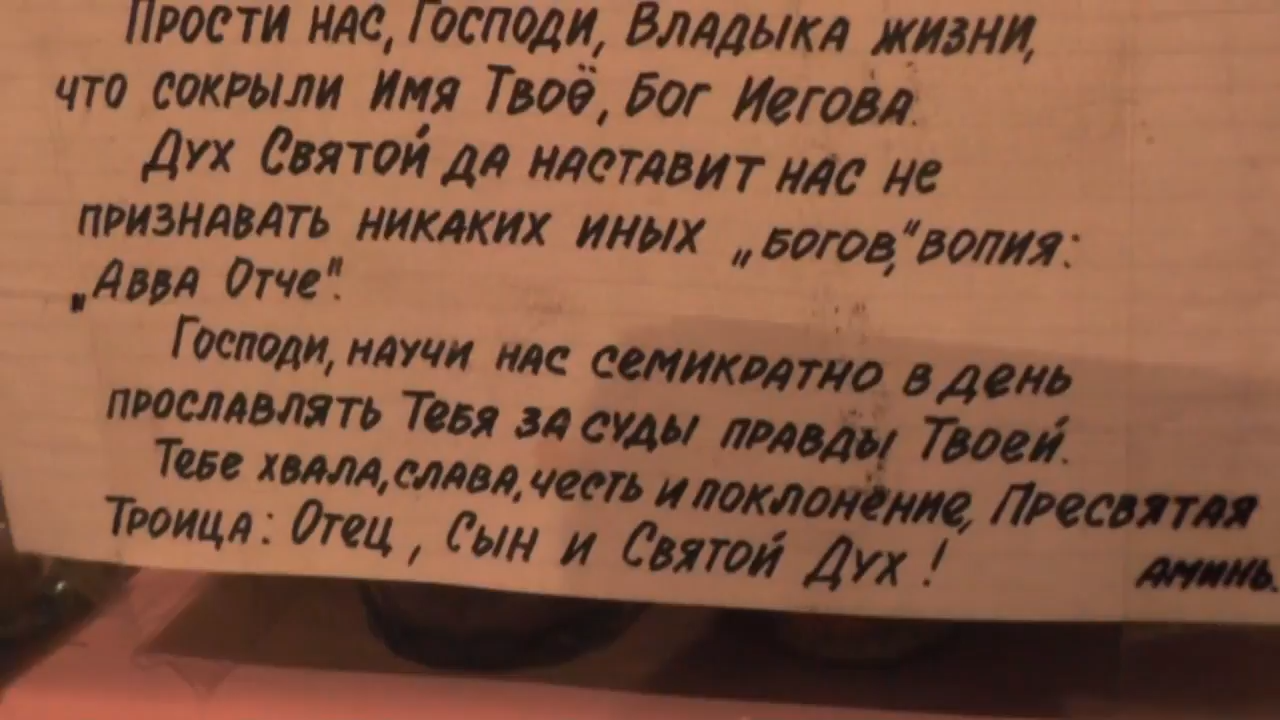 Прости нас, Господи, Владыка жизни,
что сокрыли Имя Твоё, Бог Иегова.
Дух Святой да наставит нас не
признавать никаких иных „богов,“ вопия:
„Авва Отче".
Господи, научи нас семикратно в день
прославлять Тебя за суды правды Твоей.
Тебе хвала, слава, честь и поклонение, Пресвятая
Троица: Отец, Сын и Святой Дух!
аминь.